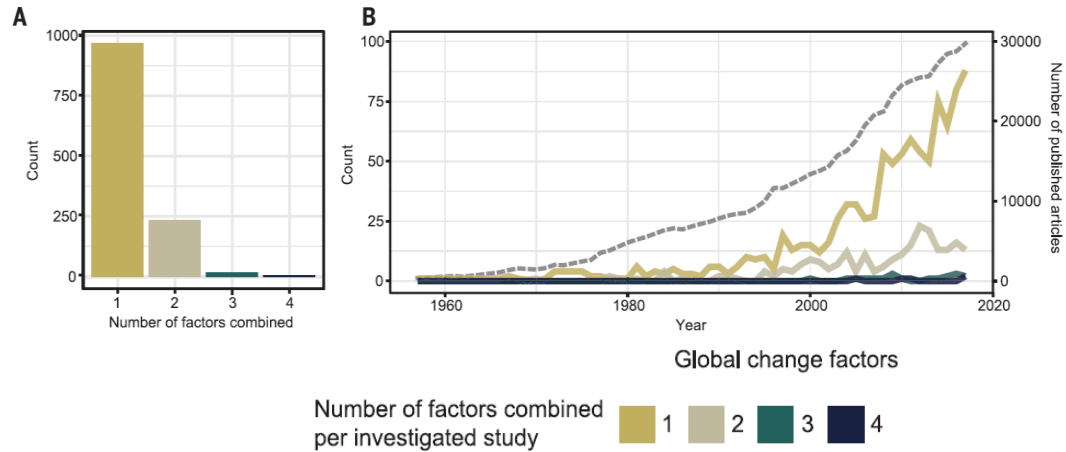 A
1000
750
500
250
0
Count
1
2
3
4
Number of factors combined
B
100
75
50
25
0
Count
30000
20000
10000
0
Number of published articles
1960
1980
2000
2020
Year
Global change factors
Number of factors combined
per investigated study
1
2
3
4